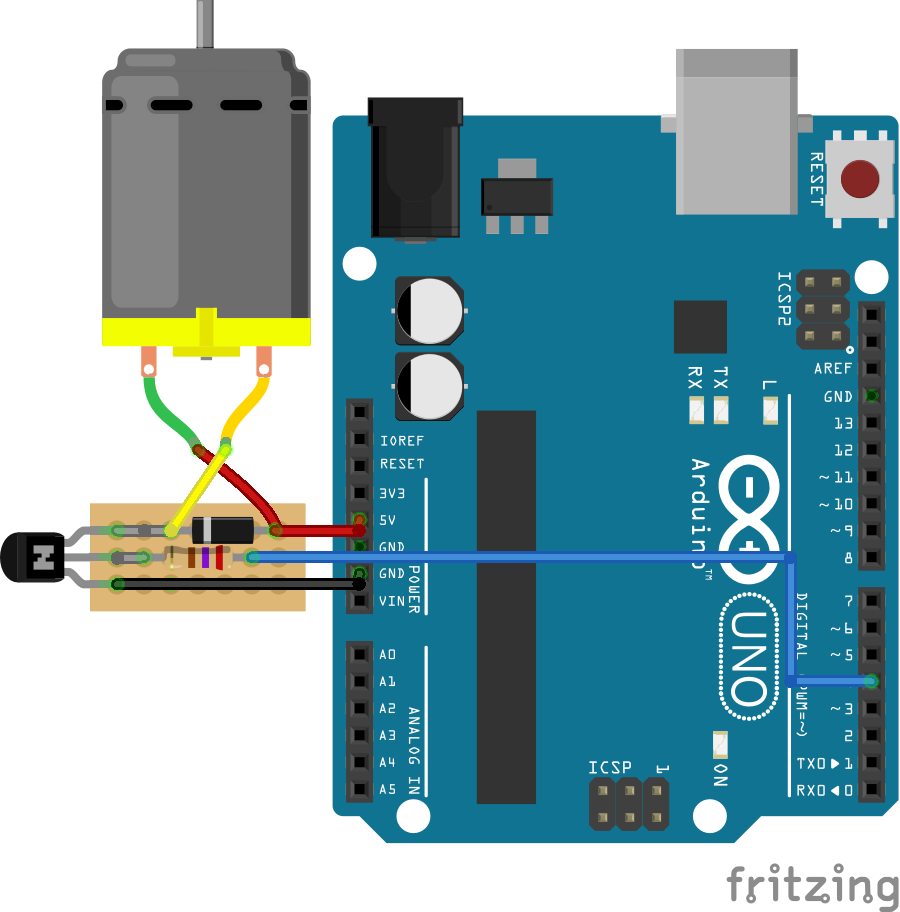 RESET
ICSP2
AREF
GND
13
12
~11
~10
~9
8
7
~6
~5
~3
2
TX0▶1
RX0◀0
IOREF
RESET
3V3
5V
GND
GND
VIN
POWER
A0
A1
A2
A3
A4
A5
ANALOG IN
RX
TX
L
Arduino™
UNO
DIGITAL (PWM=~)
ICSP
1
ON
fritzing